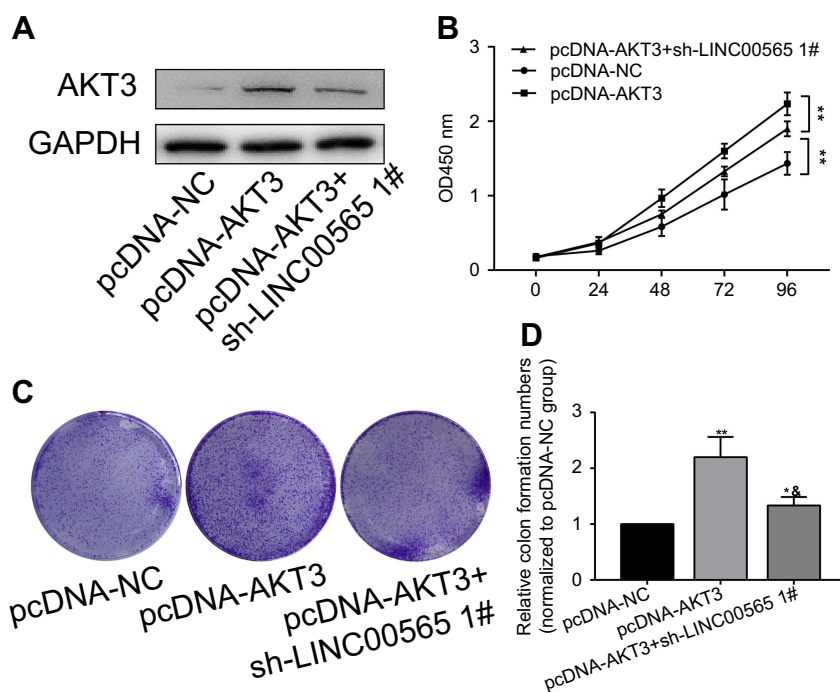 A
AKT3
GAPDH
pcDNA-NC
pcDNA-AKT3
pcDNA-AKT3+
sh-LINC00565 1#
B
pcDNA-AKT3+sh-LINC00565 1#
pcDNA-NC
pcDNA-AKT3
OD450 nm
3
2
1
0
0 24 48 72 96
**
**
C
pcDNA-NC
pcDNA-AKT3
pcDNA-AKT3+
sh-LINC00565 1#
D
Relative colon formation numbers
(normalized to pcDNA-NC group)
3
2
1
0
**
* &
pcDNA-NC
pcDNA-AKT3
pcDNA-AKT3+sh-LINC00565 1#